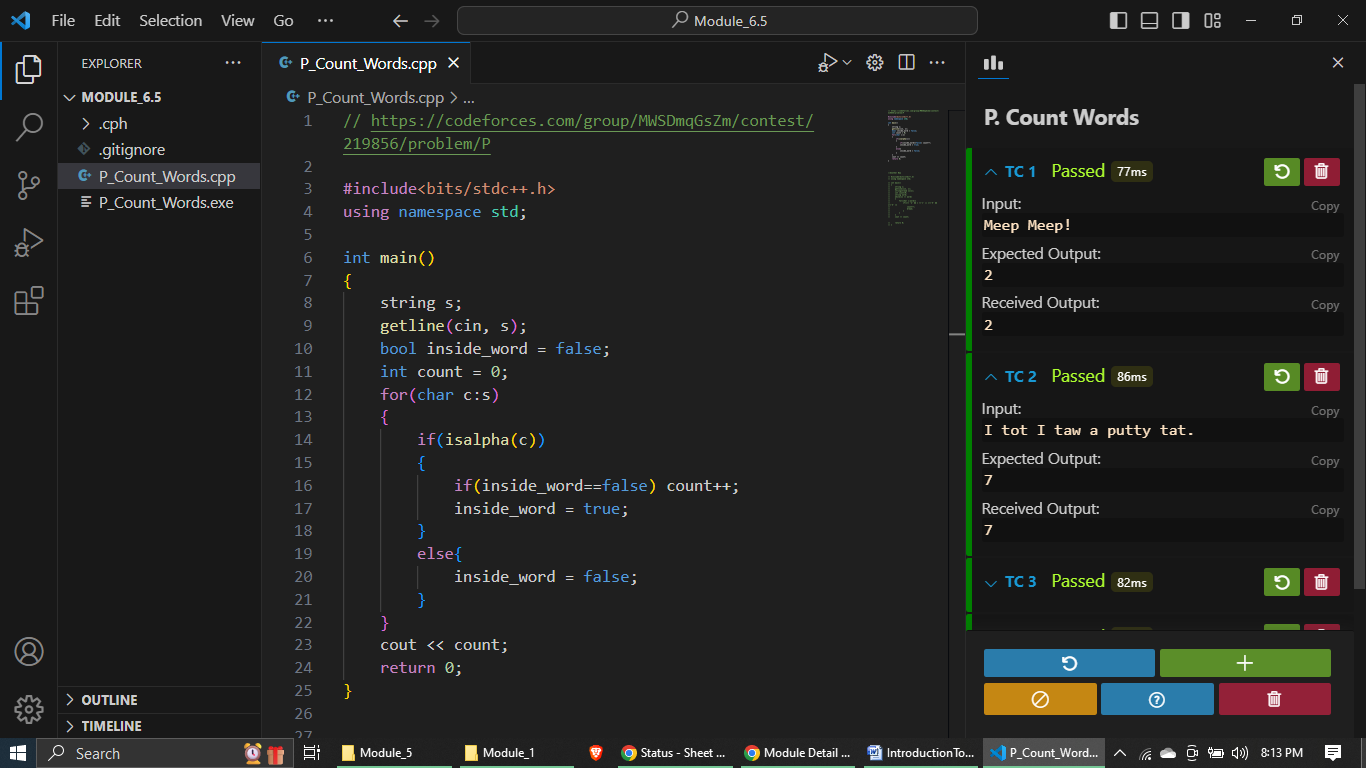 File Edit Selection View Go ··· Module_6.5
EXPLORER ···
MODULE_6.5
.cph
.gitignore
P_Count_Words.cpp
P_Count_Words.exe
OUTLINE
TIMELINE
P_Count_Words.cpp
P_Count_Words.cpp > ...
1 // https://codeforces.com/group/MWSDmqGsZm/contest/
219856/problem/P
2
3 #include<bits/stdc++.h>
4 using namespace std;
5
6 int main()
7 {
8 string s;
9 getline(cin, s);
10 bool inside_word = false;
11 int count = 0;
12 for(char c:s)
13 {
14 if(isalpha(c))
15 {
16 if(inside_word==false) count++;
17 inside_word = true;
18 }
19 else{
20 inside_word = false;
21 }
22 }
23 cout << count;
24 return 0;
25 }
26
27
P. Count Words
TC 1 Passed 77ms
Input: Copy
Meep Meep!
Expected Output: Copy
2
Received Output: Copy
2
TC 2 Passed 86ms
Input: Copy
I tot I taw a putty tat.
Expected Output: Copy
7
Received Output: Copy
7
TC 3 Passed 82ms
Search Module_5 Module_1 Status - Sheet ... Module Detail ... IntroductionTo... P_Count_Word... 8:13 PM